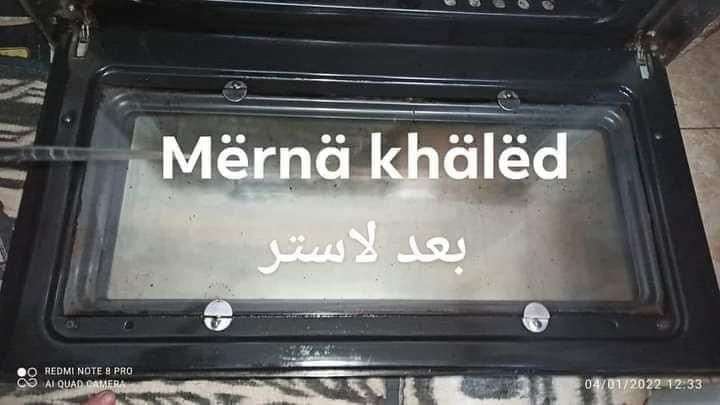 Mërnä khälëd
بعد لاستر
REDMI NOTE 8 PRO
AI QUAD CAMERA
04/01/2022 12:33